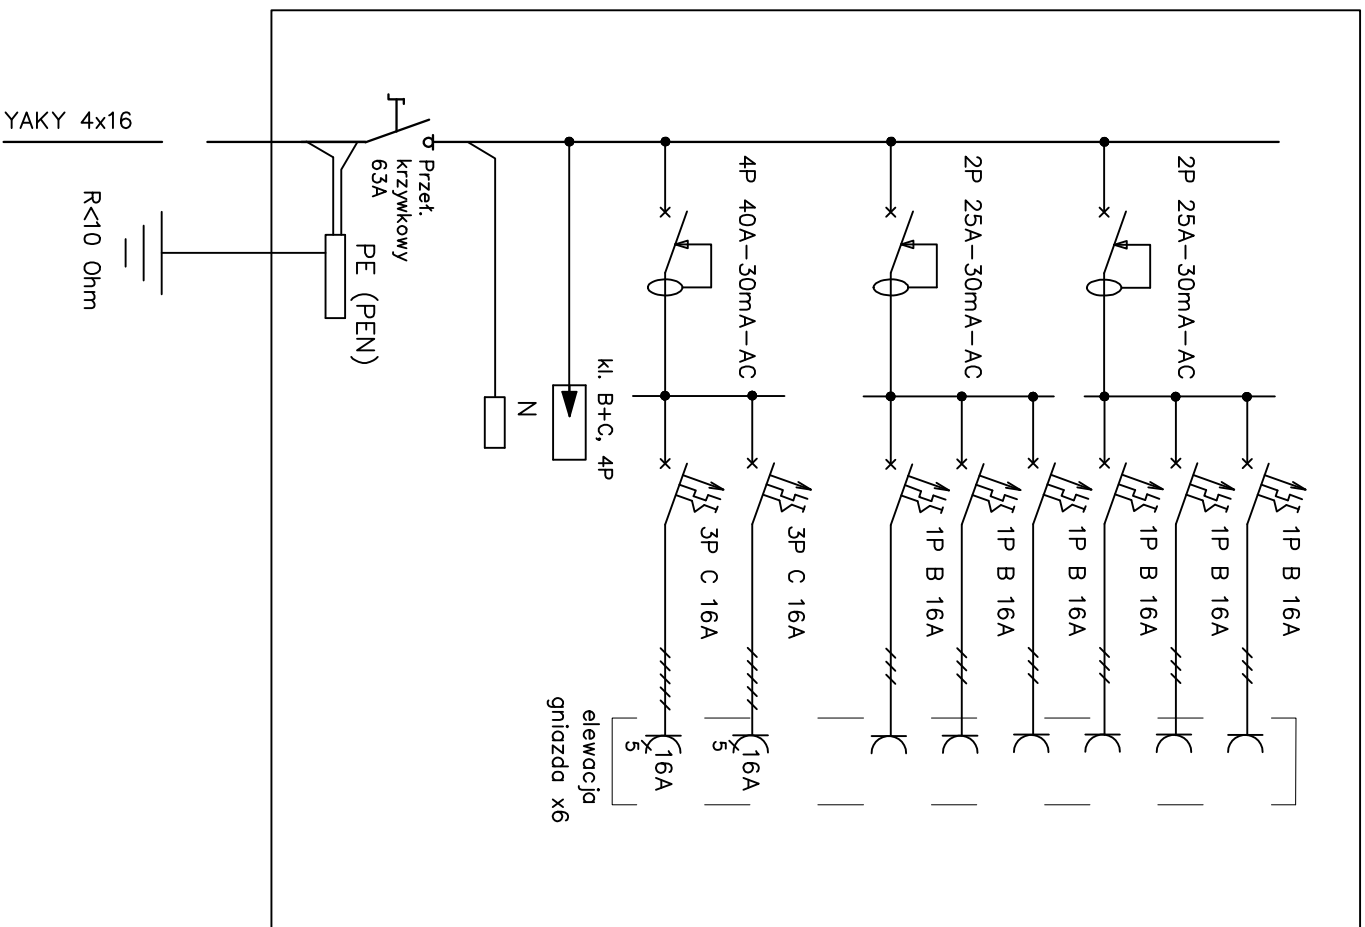 YAKY 4x16
R<10 Ohm
Przeł.
krzywkowy
63A
PE (PEN)
N
kl. B+C, 4P
4P 40A-30mA-AC
2P 25A-30mA-AC
2P 25A-30mA-AC
3P C 16A
3P C 16A
1P B 16A
1P B 16A
1P B 16A
1P B 16A
1P B 16A
1P B 16A
16A
5
16A
5
elewacja
gniazda x6